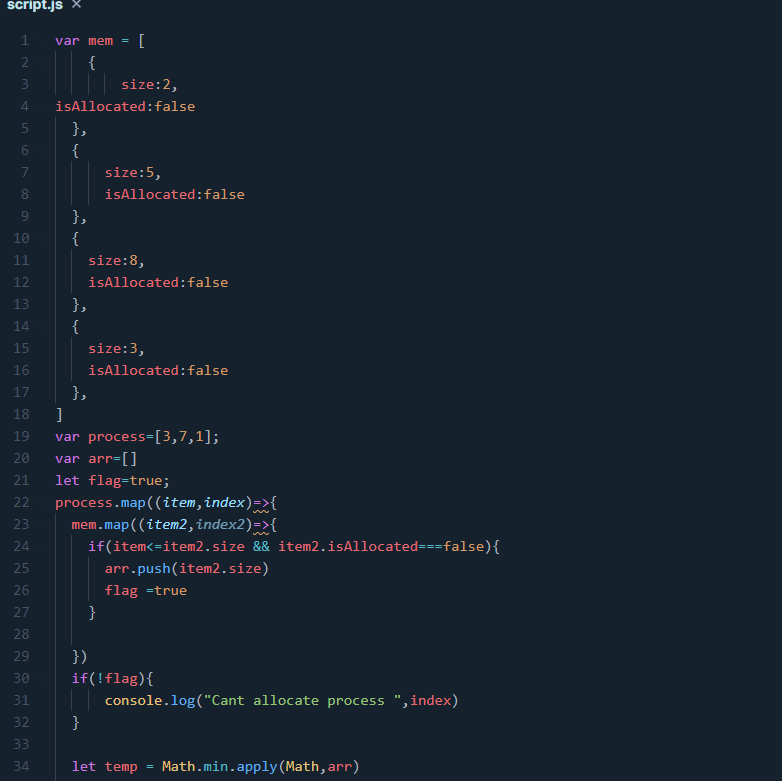 script.js ×
1 var mem = [
2 {
3 size:2,
4 isAllocated:false
5 },
6 {
7 size:5,
8 isAllocated:false
9 },
10 {
11 size:8,
12 isAllocated:false
13 },
14 {
15 size:3,
16 isAllocated:false
17 },
18 ]
19 var process=[3,7,1];
20 var arr=[]
21 let flag=true;
22 process.map((item,index)=>{
23 mem.map((item2,index2)=>{
24 if(item<=item2.size && item2.isAllocated===false){
25 arr.push(item2.size)
26 flag =true
27 }
28
29 })
30 if(!flag){
31 console.log("Cant allocate process ",index)
32 }
33
34 let temp = Math.min.apply(Math,arr)